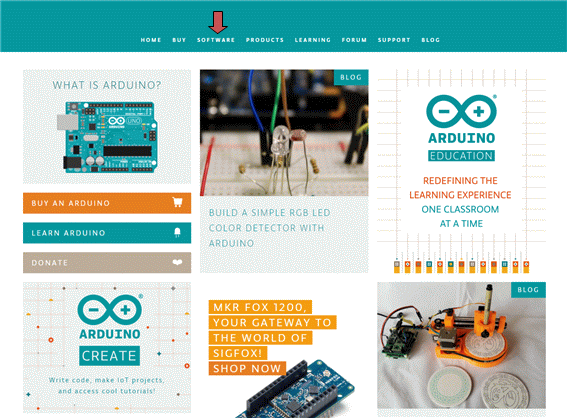 HOME BUY SOFTWARE PRODUCTS LEARNING FORUM SUPPORT BLOG
WHAT IS ARDUINO?
UNO
ARDUINO
BUY AN ARDUINO
LEARN ARDUINO
DONATE
BLOG
BUILD A SIMPLE RGB LED
COLOR DETECTOR WITH
ARDUINO
ARDUINO
EDUCATION
REDEFINING THE
LEARNING EXPERIENCE
ONE CLASSROOM
AT A TIME
ARDUINO
CREATE
Write code, make IoT projects,
and access cool tutorials!
MKR FOX 1200,
YOUR GATEWAY TO
THE WORLD OF
SIGFOX!
SHOP NOW
BLOG